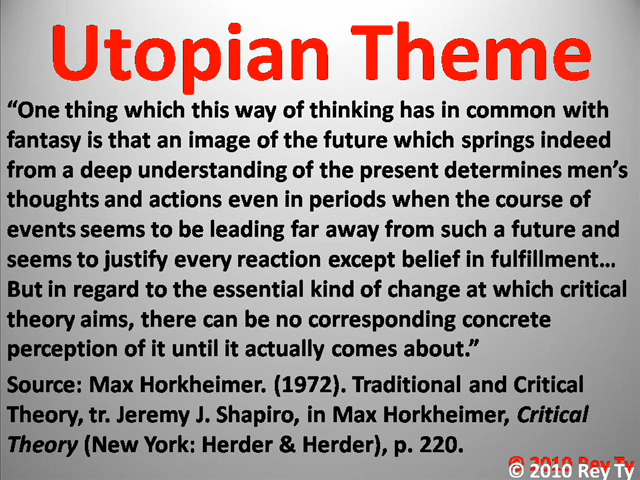 Utopian Theme
“One thing which this way of thinking has in common with
fantasy is that an image of the future which springs indeed
from a deep understanding of the present determines men’s
thoughts and actions even in periods when the course of
events seems to be leading far away from such a future and
seems to justify every reaction except belief in fulfillment…
But in regard to the essential kind of change at which critical
theory aims, there can be no corresponding concrete
perception of it until it actually comes about.”
Source: Max Horkheimer. (1972). Traditional and Critical
Theory, tr. Jeremy J. Shapiro, in Max Horkheimer, Critical
Theory (New York: Herder & Herder), p. 220.
© 2010 Rey Ty
© 2010 Rey Ty